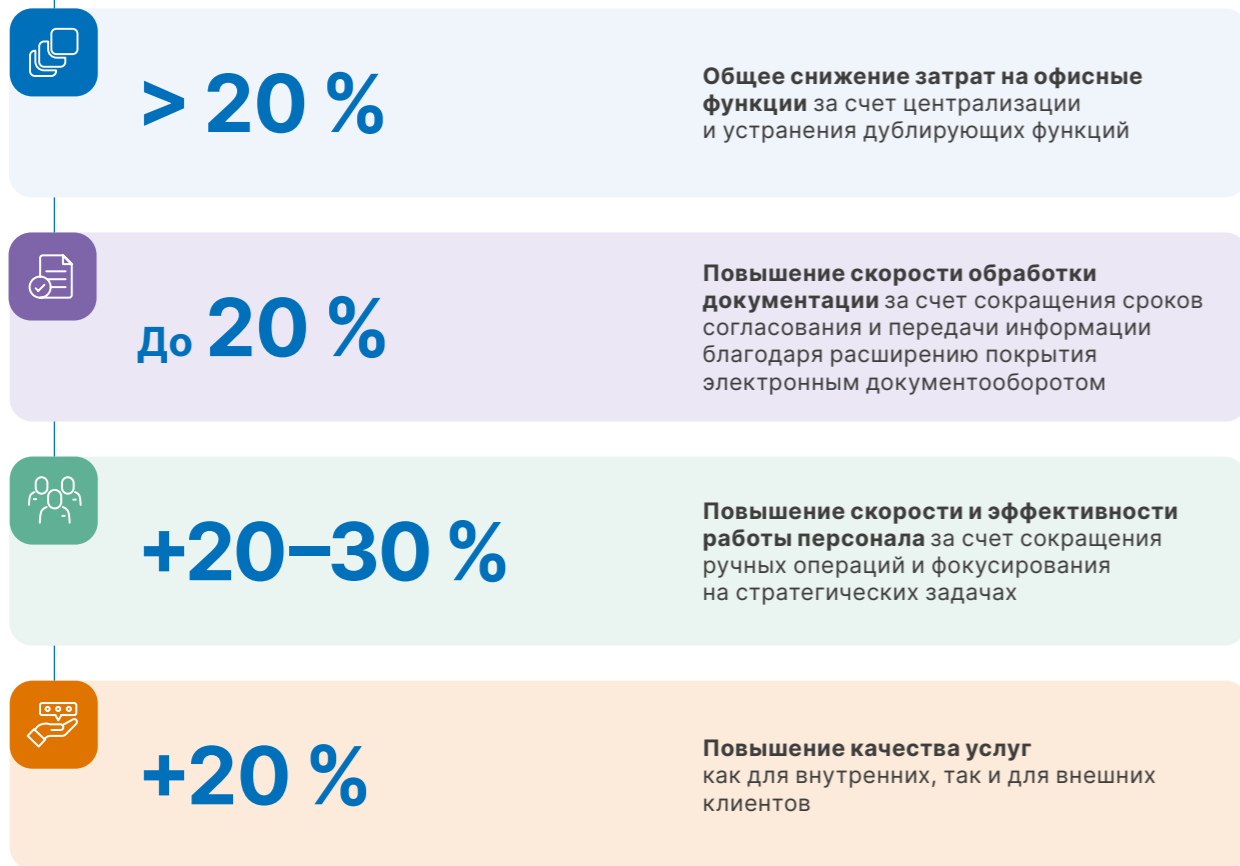 > 20 %
Общее снижение затрат на офисные
функции за счет централизации
и устранения дублирующих функций
До 20 %
Повышение скорости обработки
документации за счет сокращения сроков
согласования и передачи информации
благодаря расширению покрытия
электронным документооборотом
+20–30 %
Повышение скорости и эффективности
работы персонала за счет сокращения
ручных операций и фокусирования
на стратегических задачах
+20 %
Повышение качества услуг
как для внутренних, так и для внешних
клиентов